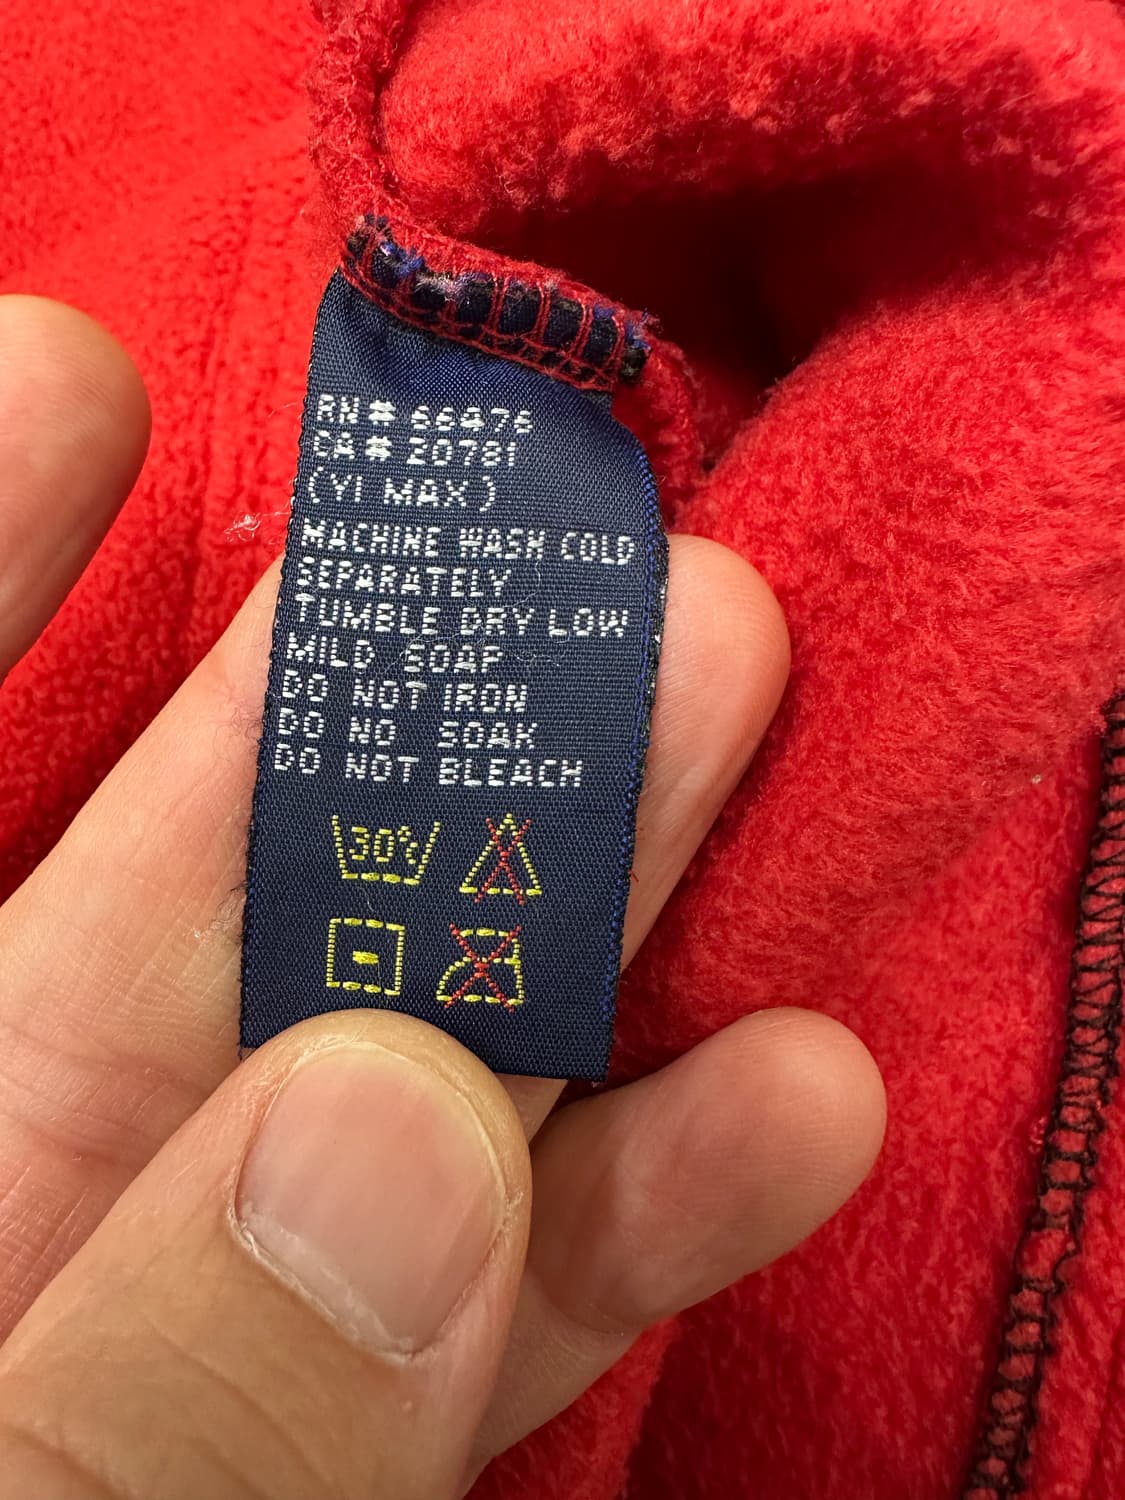 RN # 66876
CA # 20781
(YI MAX)
MACHINE WASH COLD
SEPARATELY
TUMBLE DRY LOW
MILD SOAP
DO NOT IRON
DO NO SOAK
DO NOT BLEACH
30°